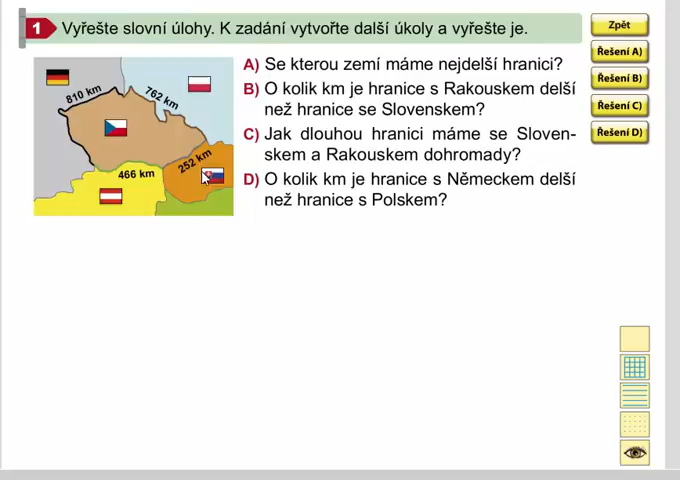 1 Vyřešte slovní úlohy. K zadání vytvořte další úkoly a vyřešte je.
810 km
762 km
466 km
252 km
A) Se kterou zemí máme nejdelší hranici?
B) O kolik km je hranice s Rakouskem delší
než hranice se Slovenskem?
C) Jak dlouhou hranici máme se Sloven-
skem a Rakouskem dohromady?
D) O kolik km je hranice s Německem delší
než hranice s Polskem?
Zpět
Řešení A)
Řešení B)
Řešení C)
Řešení D)